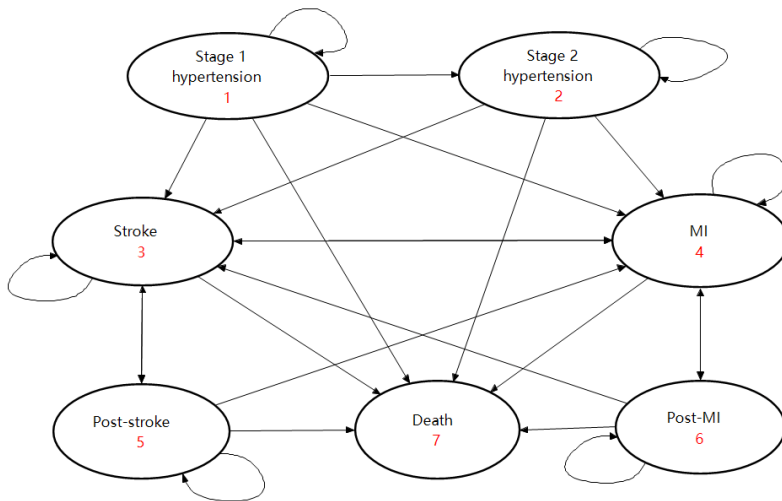 Stage 1
hypertension
1
Stage 2
hypertension
2
Stroke
3
MI
4
Post-stroke
5
Death
7
Post-MI
6